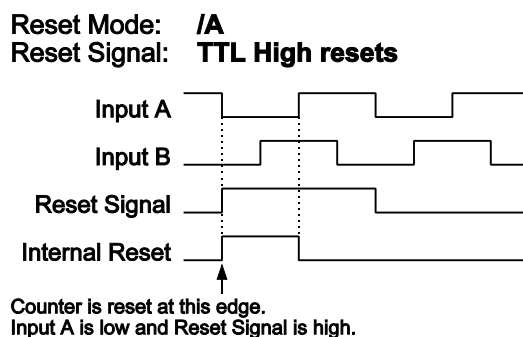 Reset Mode: /A
Reset Signal: TTL High resets
Input A
Input B
Reset Signal
Internal Reset
Counter is reset at this edge.
Input A is low and Reset Signal is high.